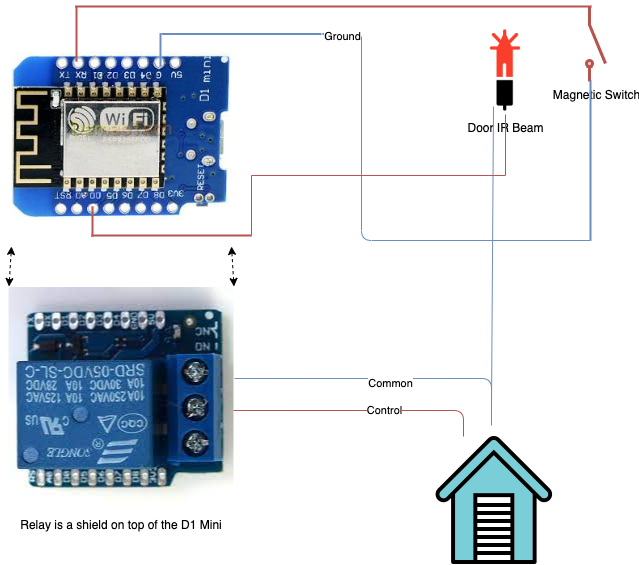 Ground
TX
RX
D1
D2
D3
D4
G
5V
D1 mini
Magnetic Switch
WiFi
Door IR Beam
RESET
RST
A0
D0
D5
D6
D7
D8
3V3
NC
NO
SRD-05VDC-SL-C
10A 30VDC 10A 28VDC
10A 250VAC 10A 125VAC
CQC
US
SONGLE
Common
Control
Relay is a shield on top of the D1 Mini